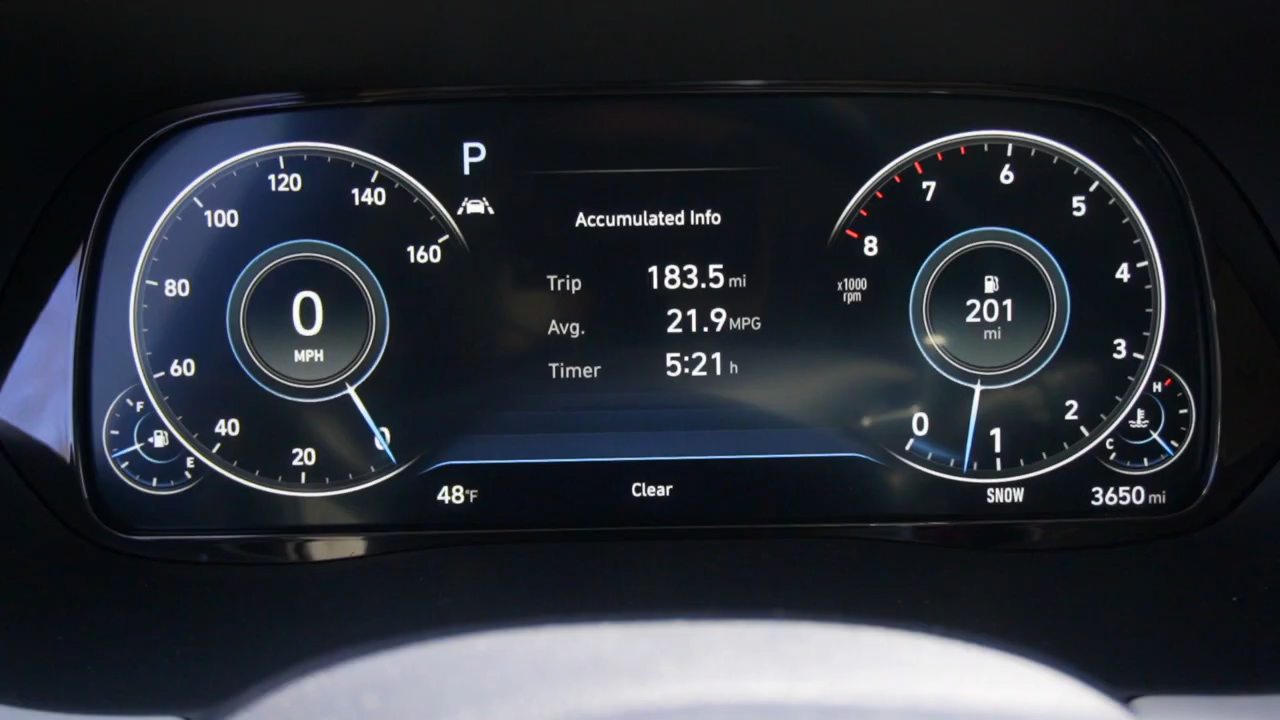 P
120
140
100
160
80
60
40
20
0
0
MPH
F
E
Accumulated Info
Trip 183.5 mi
Avg. 21.9 MPG
Timer 5:21 h
48°F
Clear
6
7
5
8
4
x1000
rpm
201
mi
3
2
0
1
H
C
SNOW
3650 mi